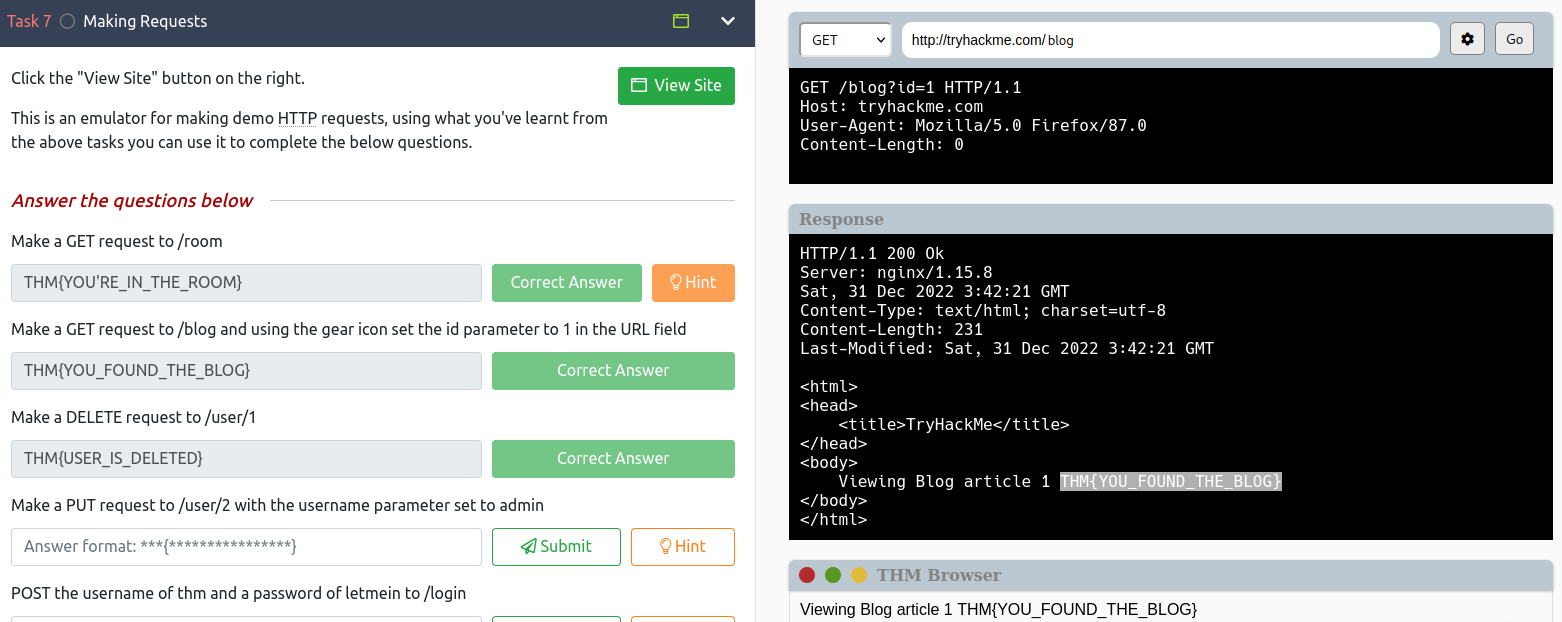 Task 7 Making Requests
Click the "View Site" button on the right.
View Site
This is an emulator for making demo HTTP requests, using what you've learnt from
the above tasks you can use it to complete the below questions.
Answer the questions below
Make a GET request to /room
THM{YOU'RE_IN_THE_ROOM}
Correct Answer
Hint
Make a GET request to /blog and using the gear icon set the id parameter to 1 in the URL field
THM{YOU_FOUND_THE_BLOG}
Correct Answer
Make a DELETE request to /user/1
THM{USER_IS_DELETED}
Correct Answer
Make a PUT request to /user/2 with the username parameter set to admin
Answer format: ***{****************}
Submit
Hint
POST the username of thm and a password of letmein to /login
GET
http://tryhackme.com/blog
Go
GET /blog?id=1 HTTP/1.1
Host: tryhackme.com
User-Agent: Mozilla/5.0 Firefox/87.0
Content-Length: 0
Response
HTTP/1.1 200 Ok
Server: nginx/1.15.8
Sat, 31 Dec 2022 3:42:21 GMT
Content-Type: text/html; charset=utf-8
Content-Length: 231
Last-Modified: Sat, 31 Dec 2022 3:42:21 GMT
<html>
<head>
<title>TryHackMe</title>
</head>
<body>
Viewing Blog article 1 THM{YOU_FOUND_THE_BLOG}
</body>
</html>
THM Browser
Viewing Blog article 1 THM{YOU_FOUND_THE_BLOG}